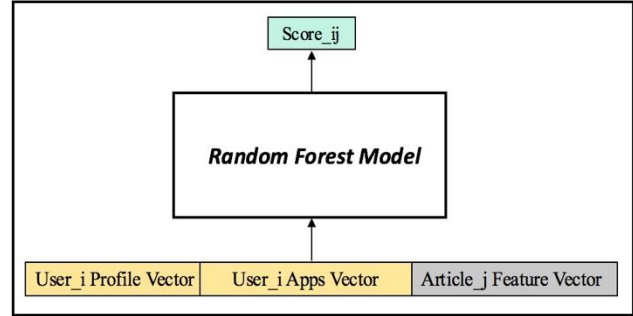 Score_ij
Random Forest Model
User_i Profile Vector User_i Apps Vector Article_j Feature Vector